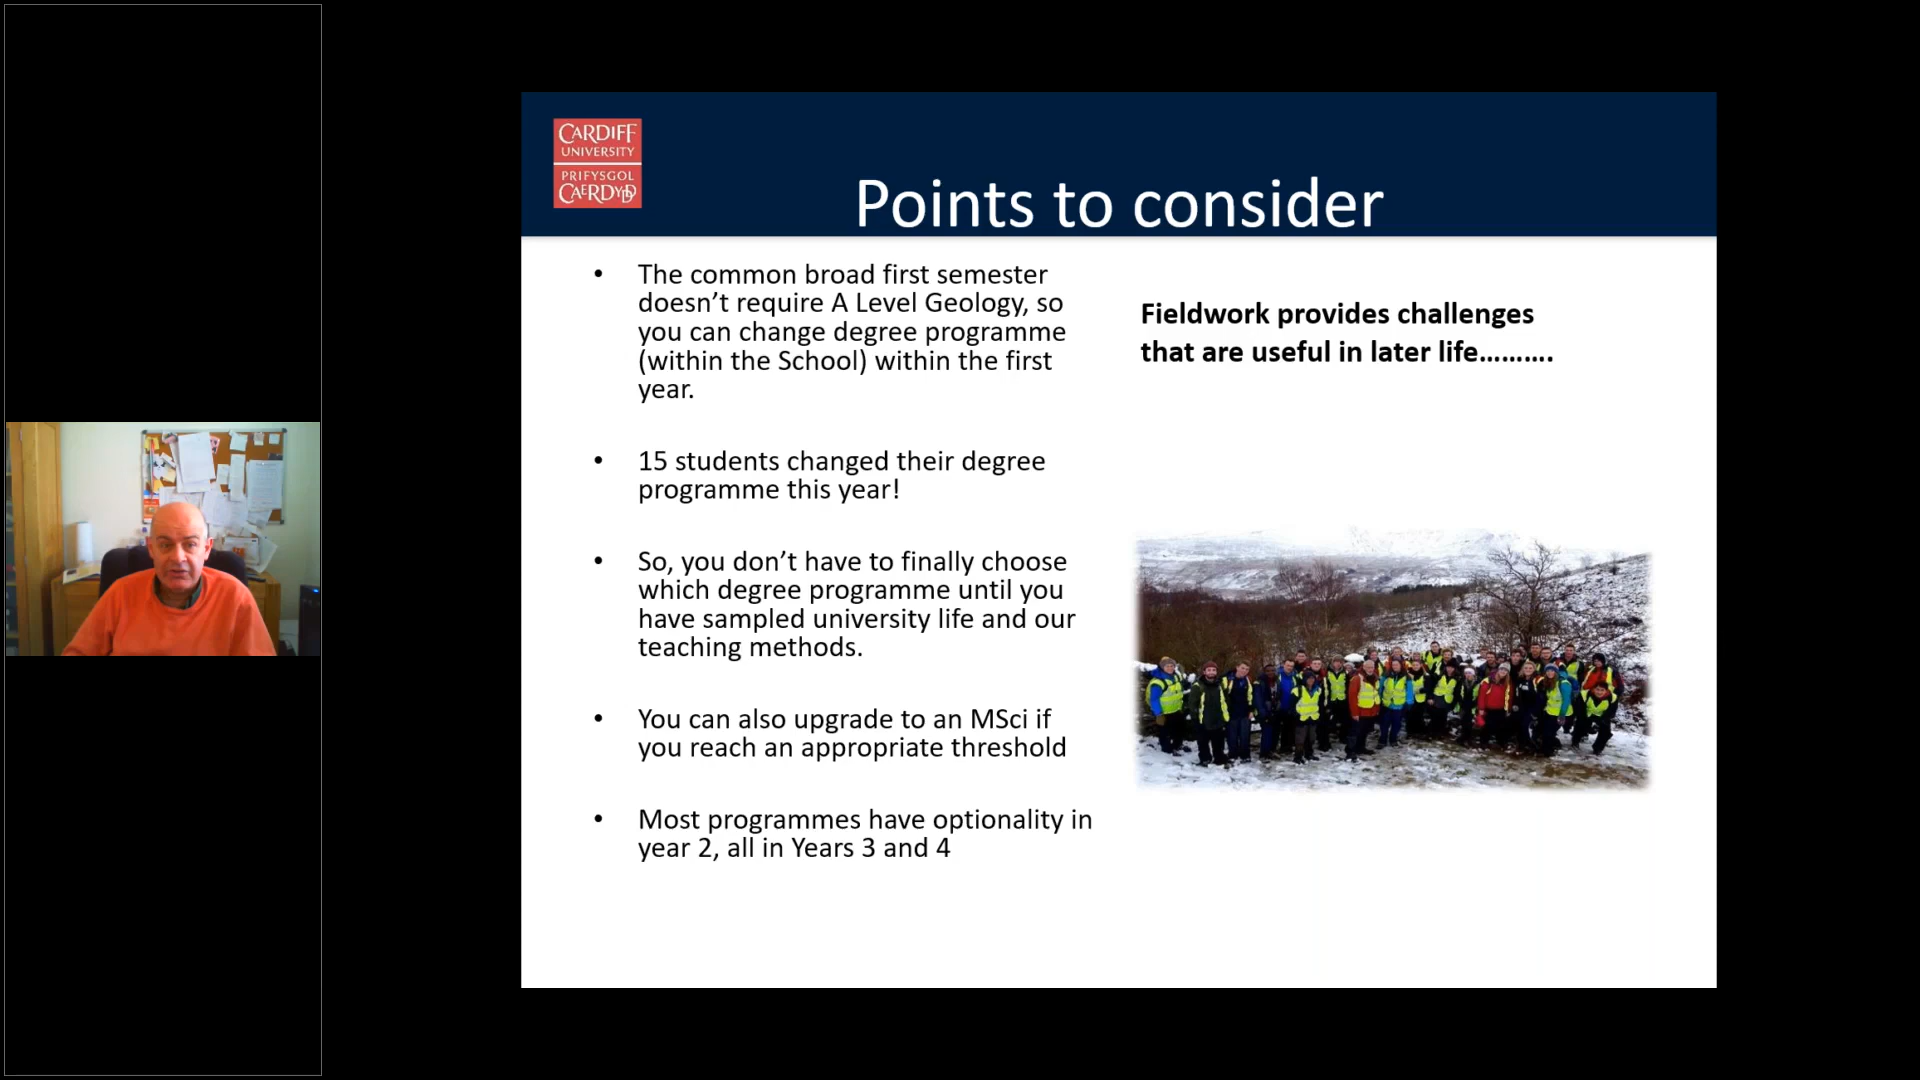 CARDIFF
UNIVERSITY
PRIFYSGOL
CAERDYDD
Points to consider
• The common broad first semester
doesn’t require A Level Geology, so
you can change degree programme
(within the School) within the first
year.
• 15 students changed their degree
programme this year!
• So, you don’t have to finally choose
which degree programme until you
have sampled university life and our
teaching methods.
• You can also upgrade to an MSci if
you reach an appropriate threshold
• Most programmes have optionality in
year 2, all in Years 3 and 4
Fieldwork provides challenges
that are useful in later life……….